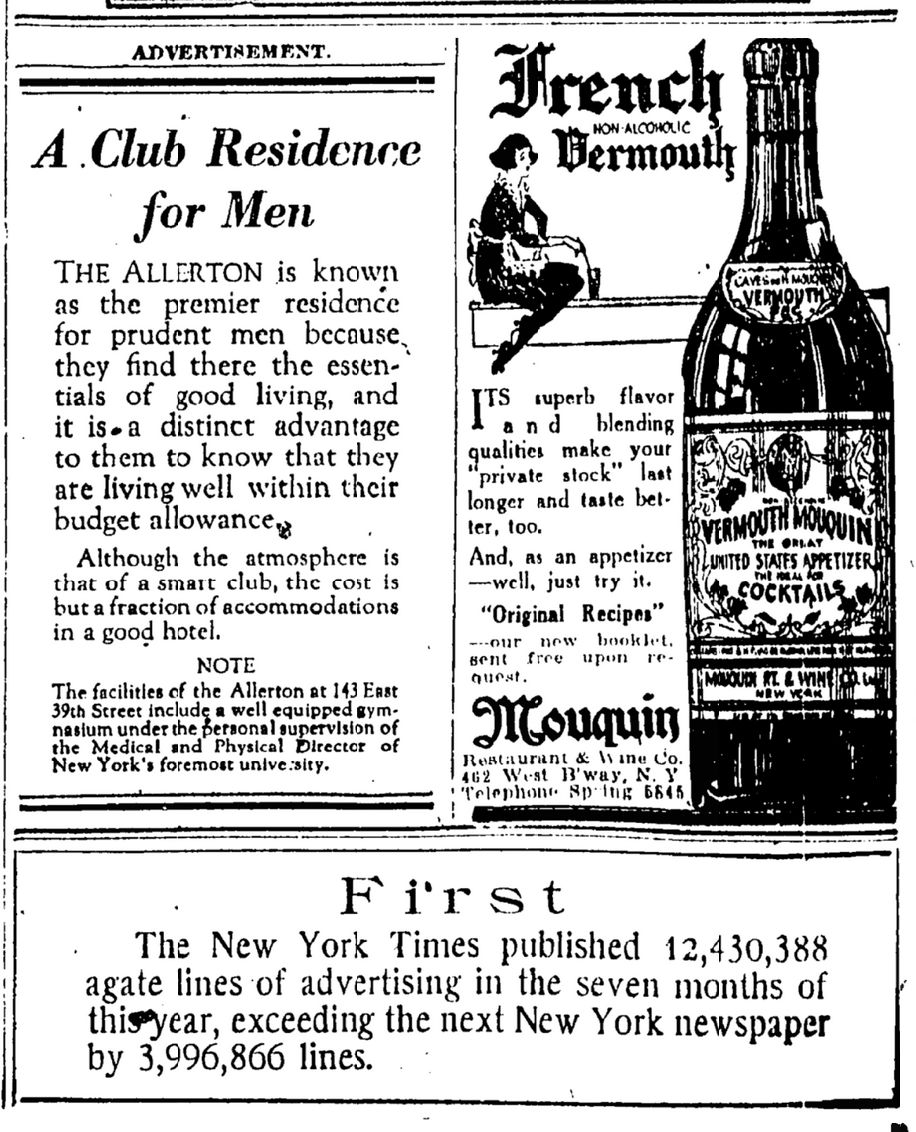 ADVERTISEMENT.
A Club Residence
for Men
THE ALLERTON is known
as the premier residence
for prudent men because
they find there the essen-
tials of good living, and
it is a distinct advantage
to them to know that they
are living well within their
budget allowance.
Although the atmosphere is
that of a smart club, the cost is
but a fraction of accommodations
in a good hotel.
NOTE
The facilities of the Allerton at 143 East
39th Street include a well equipped gym-
nasium under the personal supervision of
the Medical and Physical Director of
New York's foremost university.
French
NON-ALCOHOLIC
Vermouth
ITS superb flavor
and blending
qualities make your
"private stock" last
longer and taste bet-
ter, too.
And, as an appetizer
—well, just try it.
"Original Recipes"
—our new booklet,
sent free upon re-
quest.
Mouquin
Restaurant & Wine Co.
462 West B'way, N. Y
Telephone Spring 5845
VERMOUTH
NON-ALCOHOLIC
VERMOUTH MOUQUIN
THE GREAT
UNITED STATES APPETIZER
THE IDEAL FOR
COCKTAILS
MOUQUIN RT. & WINE CO.
NEW YORK
First
The New York Times published 12,430,388
agate lines of advertising in the seven months of
this year, exceeding the next New York newspaper
by 3,996,866 lines.